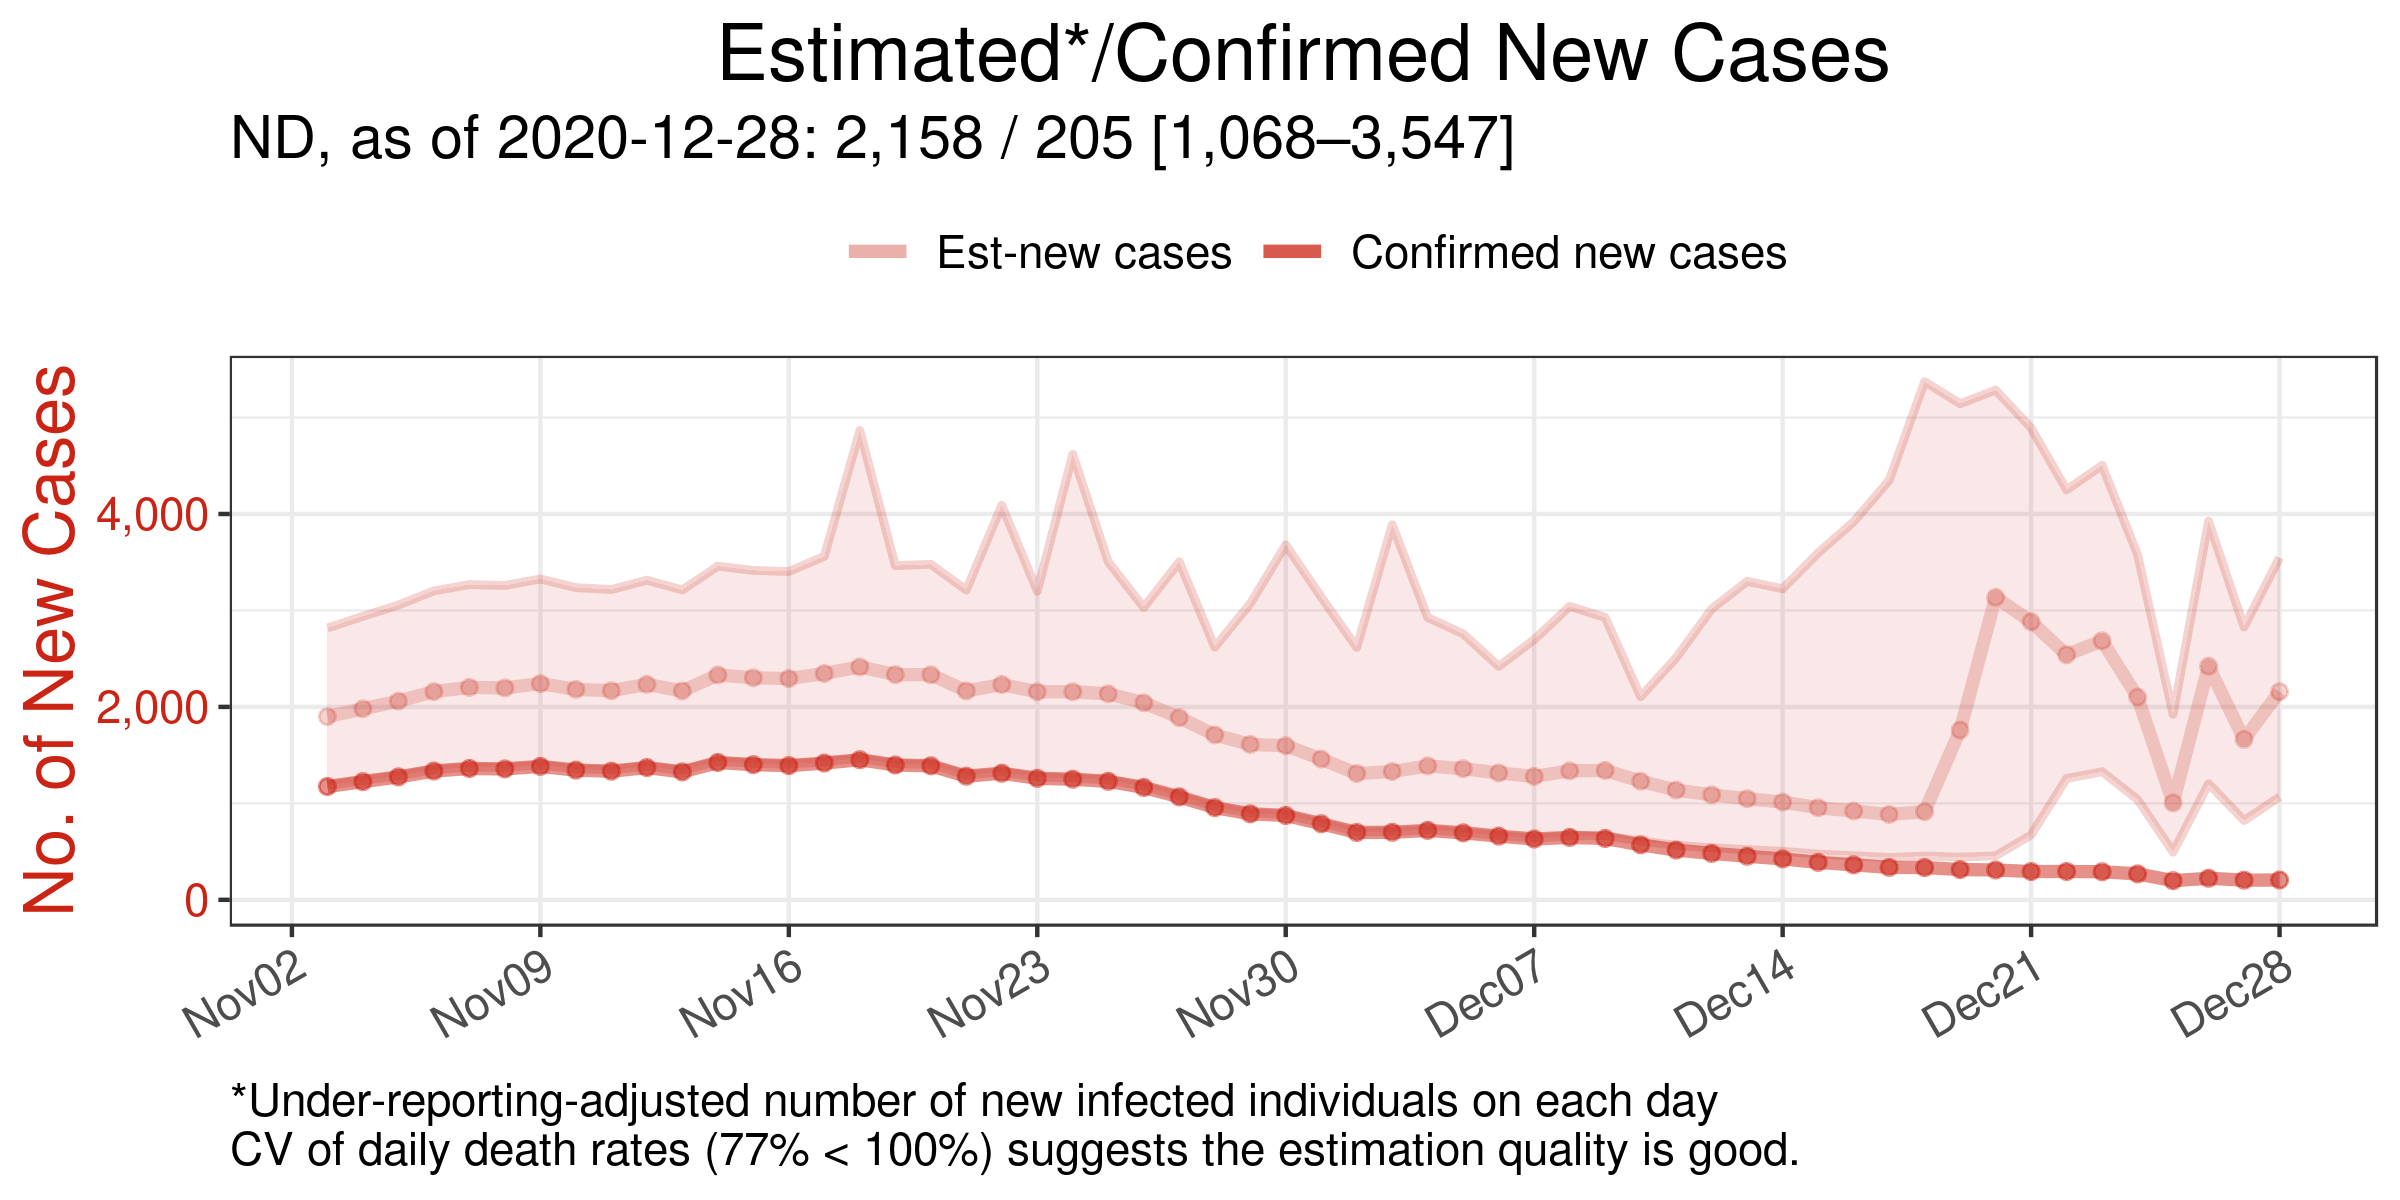 Estimated*/Confirmed New Cases
ND, as of 2020-12-28: 2,158 / 205 [1,068–3,547]
Est-new cases
Confirmed new cases
No. of New Cases
4,000
2,000
0
Nov02
Nov09
Nov16
Nov23
Nov30
Dec07
Dec14
Dec21
Dec28
*Under-reporting-adjusted number of new infected individuals on each day
CV of daily death rates (77% < 100%) suggests the estimation quality is good.